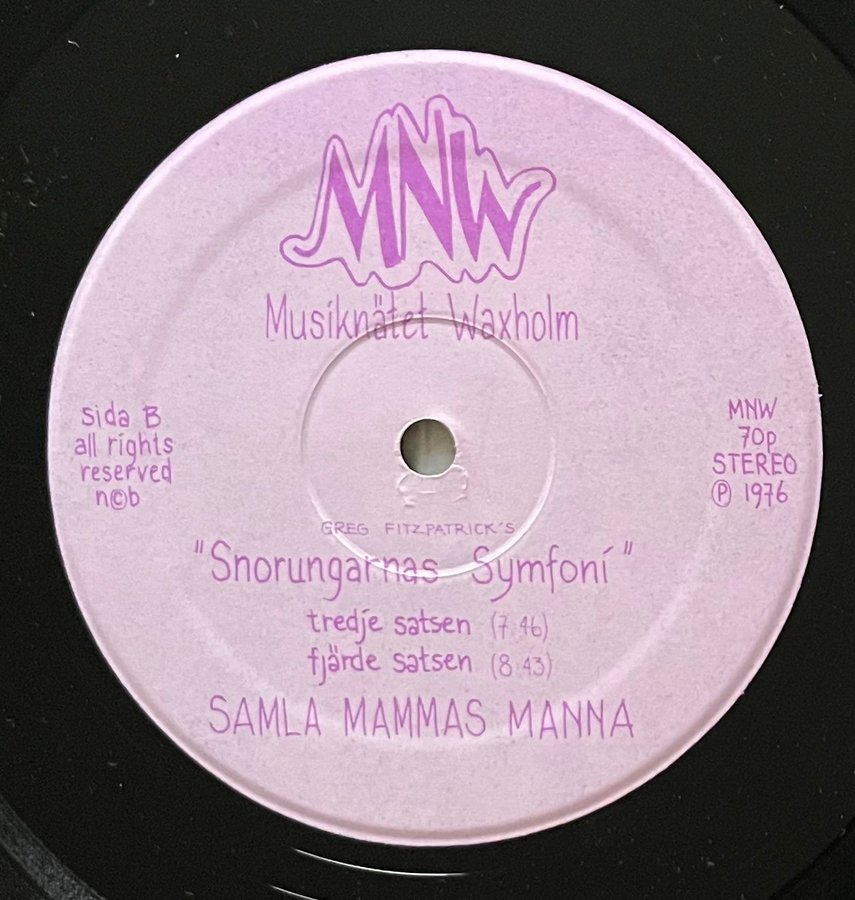 MNW
Musiknätet Waxholm
sida B
all rights
reserved
n©b
MNW
70p
STEREO
℗ 1976
GREG FITZPATRICK'S
"Snorungarnas Symfoni"
tredje satsen (7:46)
fjärde satsen (8:43)
SAMLA MAMMAS MANNA